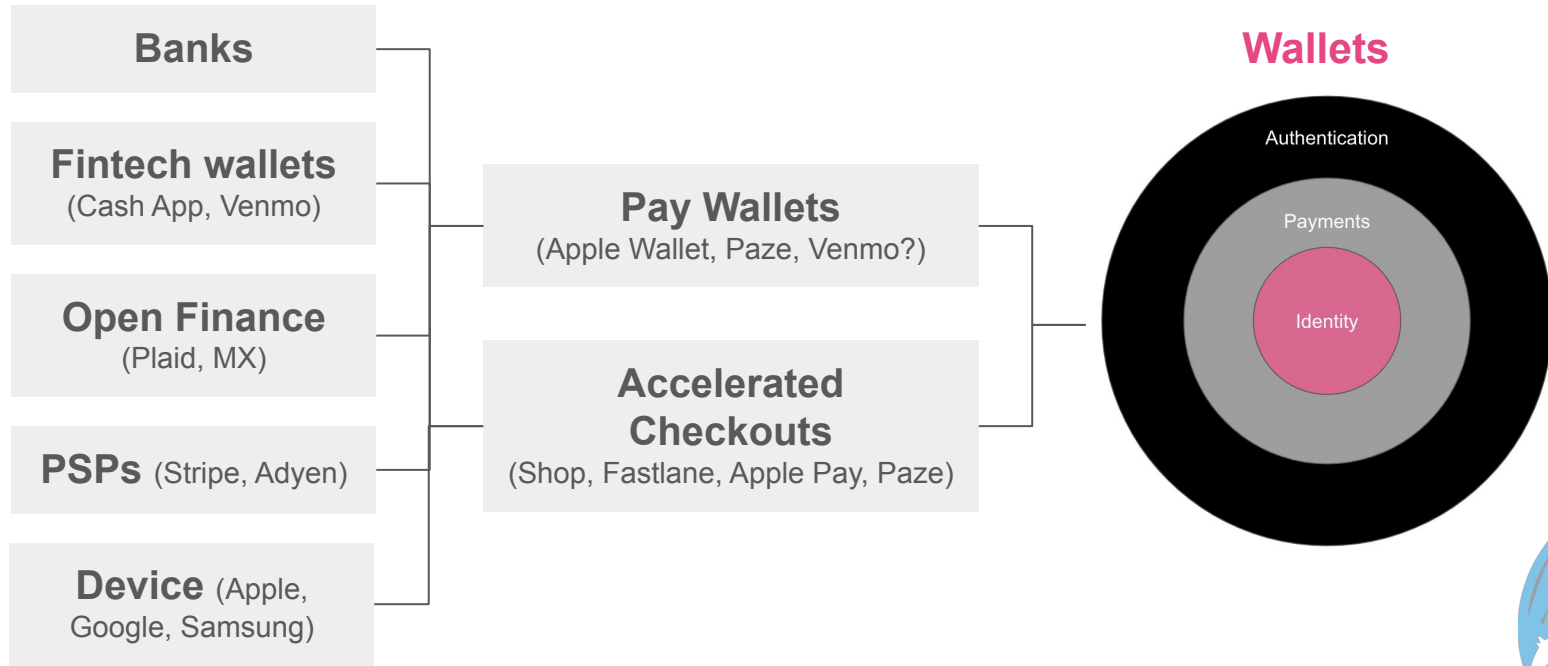 Banks
Fintech wallets
(Cash App, Venmo)
Open Finance
(Plaid, MX)
PSPs (Stripe, Adyen)
Device (Apple,
Google, Samsung)
Pay Wallets
(Apple Wallet, Paze, Venmo?)
Accelerated
Checkouts
(Shop, Fastlane, Apple Pay, Paze)
Wallets
Authentication
Payments
Identity